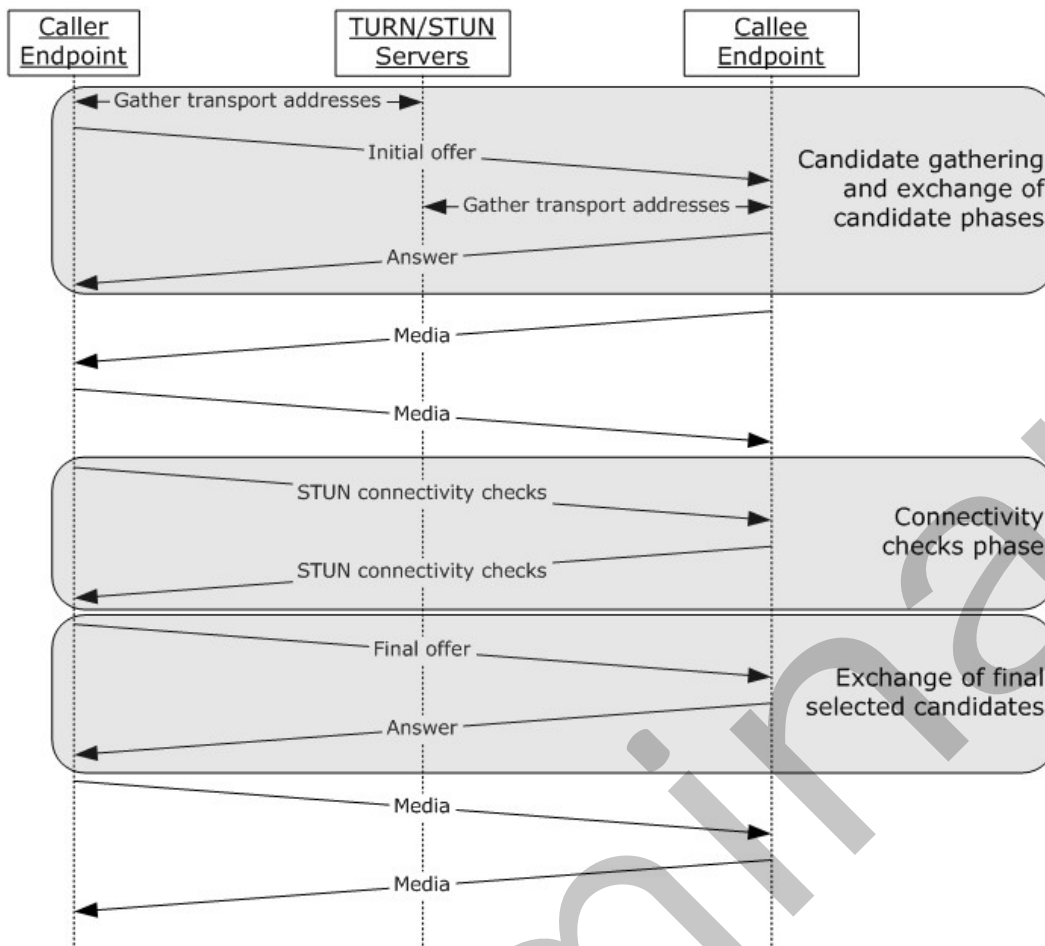 Caller
Endpoint
TURN/STUN
Servers
Callee
Endpoint
Gather transport addresses
Initial offer
Candidate gathering
and exchange of
candidate phases
Gather transport addresses
Answer
Media
Media
STUN connectivity checks
Connectivity
checks phase
STUN connectivity checks
Final offer
Exchange of final
selected candidates
Answer
Media
Media